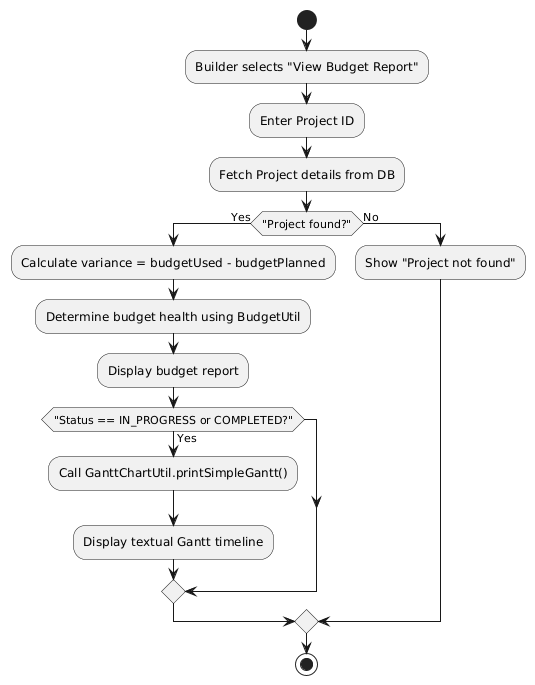 Builder selects "View Budget Report"
Enter Project ID
Fetch Project details from DB
Yes
"Project found?"
No
Calculate variance = budgetUsed - budgetPlanned
Show "Project not found"
Determine budget health using BudgetUtil
Display budget report
"Status == IN_PROGRESS or COMPLETED?"
Yes
Call GanttChartUtil.printSimpleGantt()
Display textual Gantt timeline